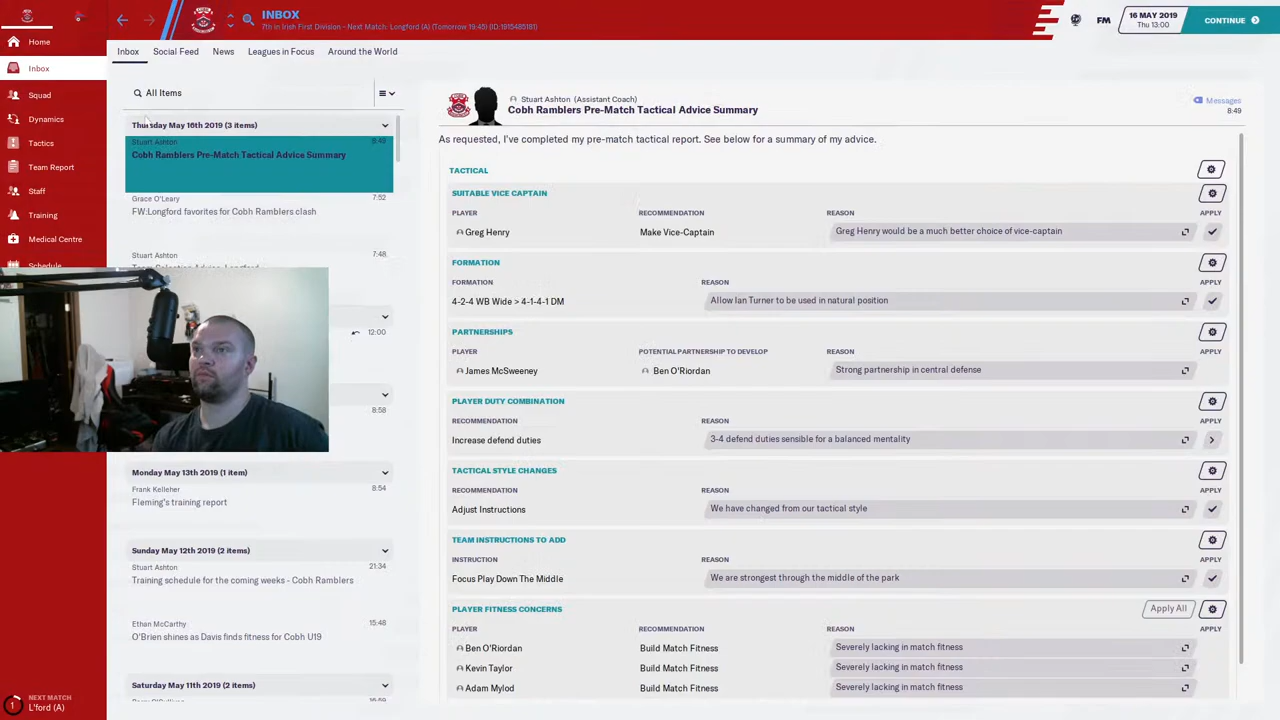 INBOX
7th in Irish First Division - Next Match: Longford (A) (Tomorrow 19:45) (ID:1915485181)
FM
16 MAY 2019
Thu 13:00
CONTINUE
Home
Inbox
Squad
Dynamics
Tactics
Team Report
Staff
Training
Medical Centre
Schedule
NEXT MATCH
1
L'ford (A)
Inbox
Social Feed
News
Leagues in Focus
Around the World
All Items
Thursday May 16th 2019 (3 items)
Stuart Ashton
8:49
Cobh Ramblers Pre-Match Tactical Advice Summary
Grace O'Leary
7:52
FW:Longford favorites for Cobh Ramblers clash
Stuart Ashton
7:48
Team Selection Advice: Longford
12:00
8:58
Monday May 13th 2019 (1 item)
Frank Kelleher
8:54
Fleming's training report
Sunday May 12th 2019 (2 items)
Stuart Ashton
21:34
Training schedule for the coming weeks - Cobh Ramblers
Ethan McCarthy
15:48
O'Brien shines as Davis finds fitness for Cobh U19
Saturday May 11th 2019 (2 items)
Stuart Ashton (Assistant Coach)
Cobh Ramblers Pre-Match Tactical Advice Summary
Messages
8:49
As requested, I've completed my pre-match tactical report. See below for a summary of my advice.
TACTICAL
SUITABLE VICE CAPTAIN
PLAYER RECOMMENDATION REASON APPLY
Greg Henry Make Vice-Captain Greg Henry would be a much better choice of vice-captain
FORMATION
FORMATION REASON APPLY
4-2-4 WB Wide > 4-1-4-1 DM Allow Ian Turner to be used in natural position
PARTNERSHIPS
PLAYER POTENTIAL PARTNERSHIP TO DEVELOP REASON APPLY
James McSweeney Ben O'Riordan Strong partnership in central defense
PLAYER DUTY COMBINATION
RECOMMENDATION REASON APPLY
Increase defend duties 3-4 defend duties sensible for a balanced mentality
TACTICAL STYLE CHANGES
RECOMMENDATION REASON APPLY
Adjust Instructions We have changed from our tactical style
TEAM INSTRUCTIONS TO ADD
INSTRUCTION REASON APPLY
Focus Play Down The Middle We are strongest through the middle of the park
PLAYER FITNESS CONCERNS Apply All
PLAYER RECOMMENDATION REASON APPLY
Ben O'Riordan Build Match Fitness Severely lacking in match fitness
Kevin Taylor Build Match Fitness Severely lacking in match fitness
Adam Mylod Build Match Fitness Severely lacking in match fitness